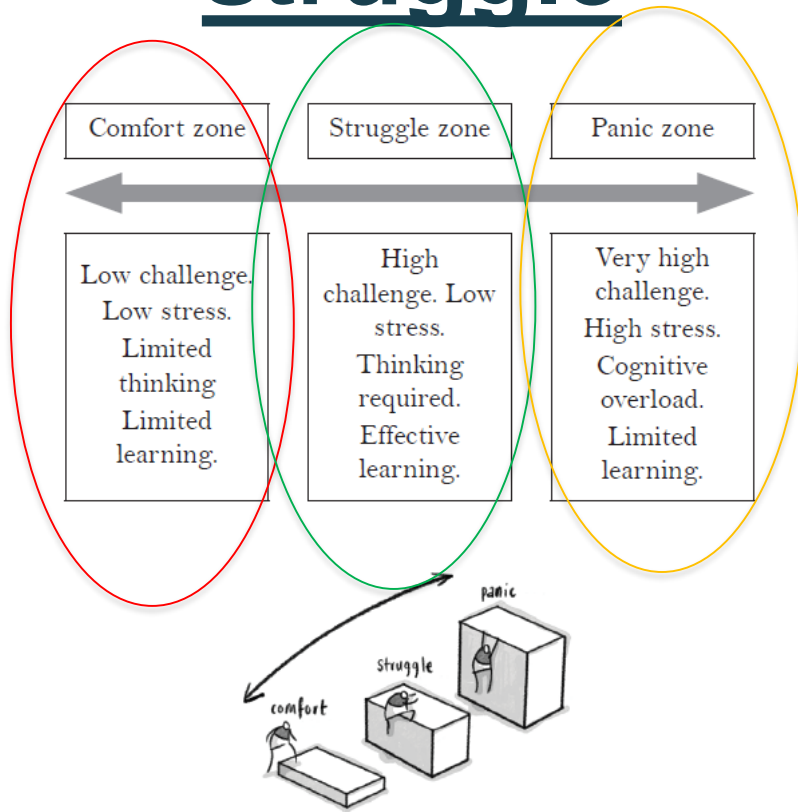 Struggle
Comfort zone
Struggle zone
Panic zone
Low challenge.
Low stress.
Limited
thinking
Limited
learning.
High
challenge. Low
stress.
Thinking
required.
Effective
learning.
Very high
challenge.
High stress.
Cognitive
overload.
Limited
learning.
panic
struggle
comfort